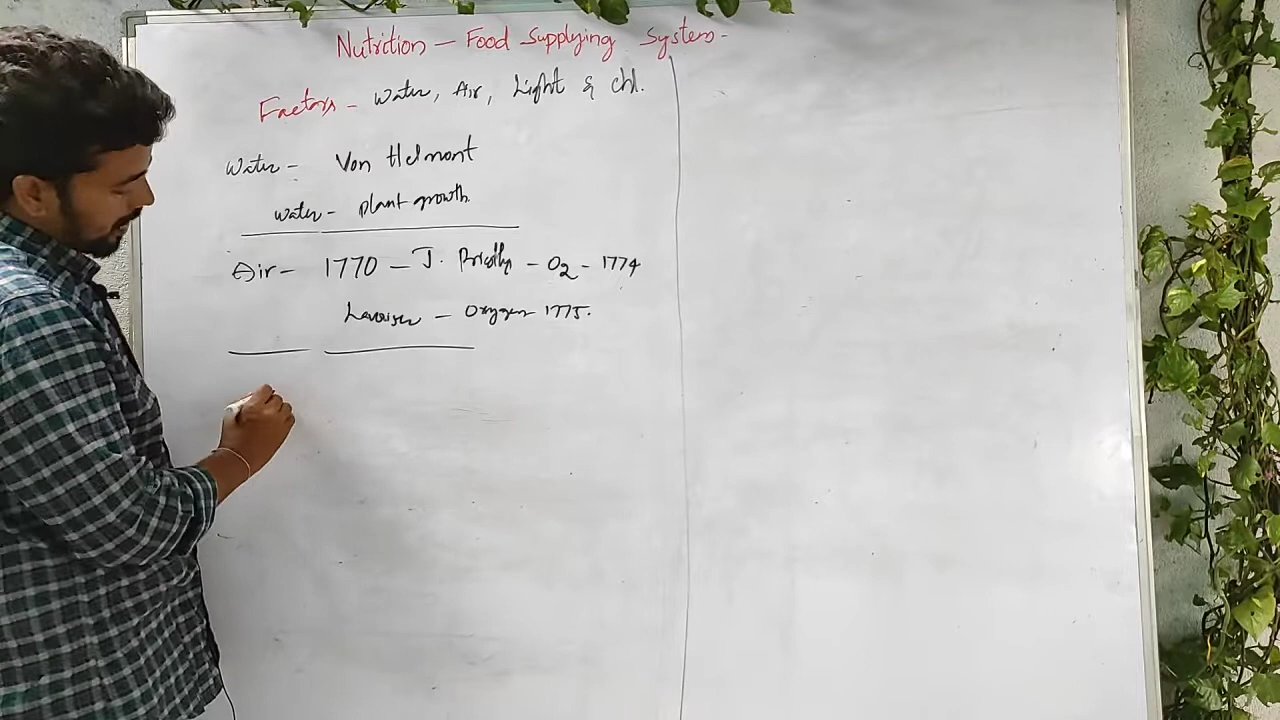 Nutrition - Food Supplying System -
Factors - Water, Air, Light & chl.
Water - Von Helmont
water - plant growth
Air - 1770 - J. Priestly - O2 - 1774
Lavoiser - Oxygen 1775.